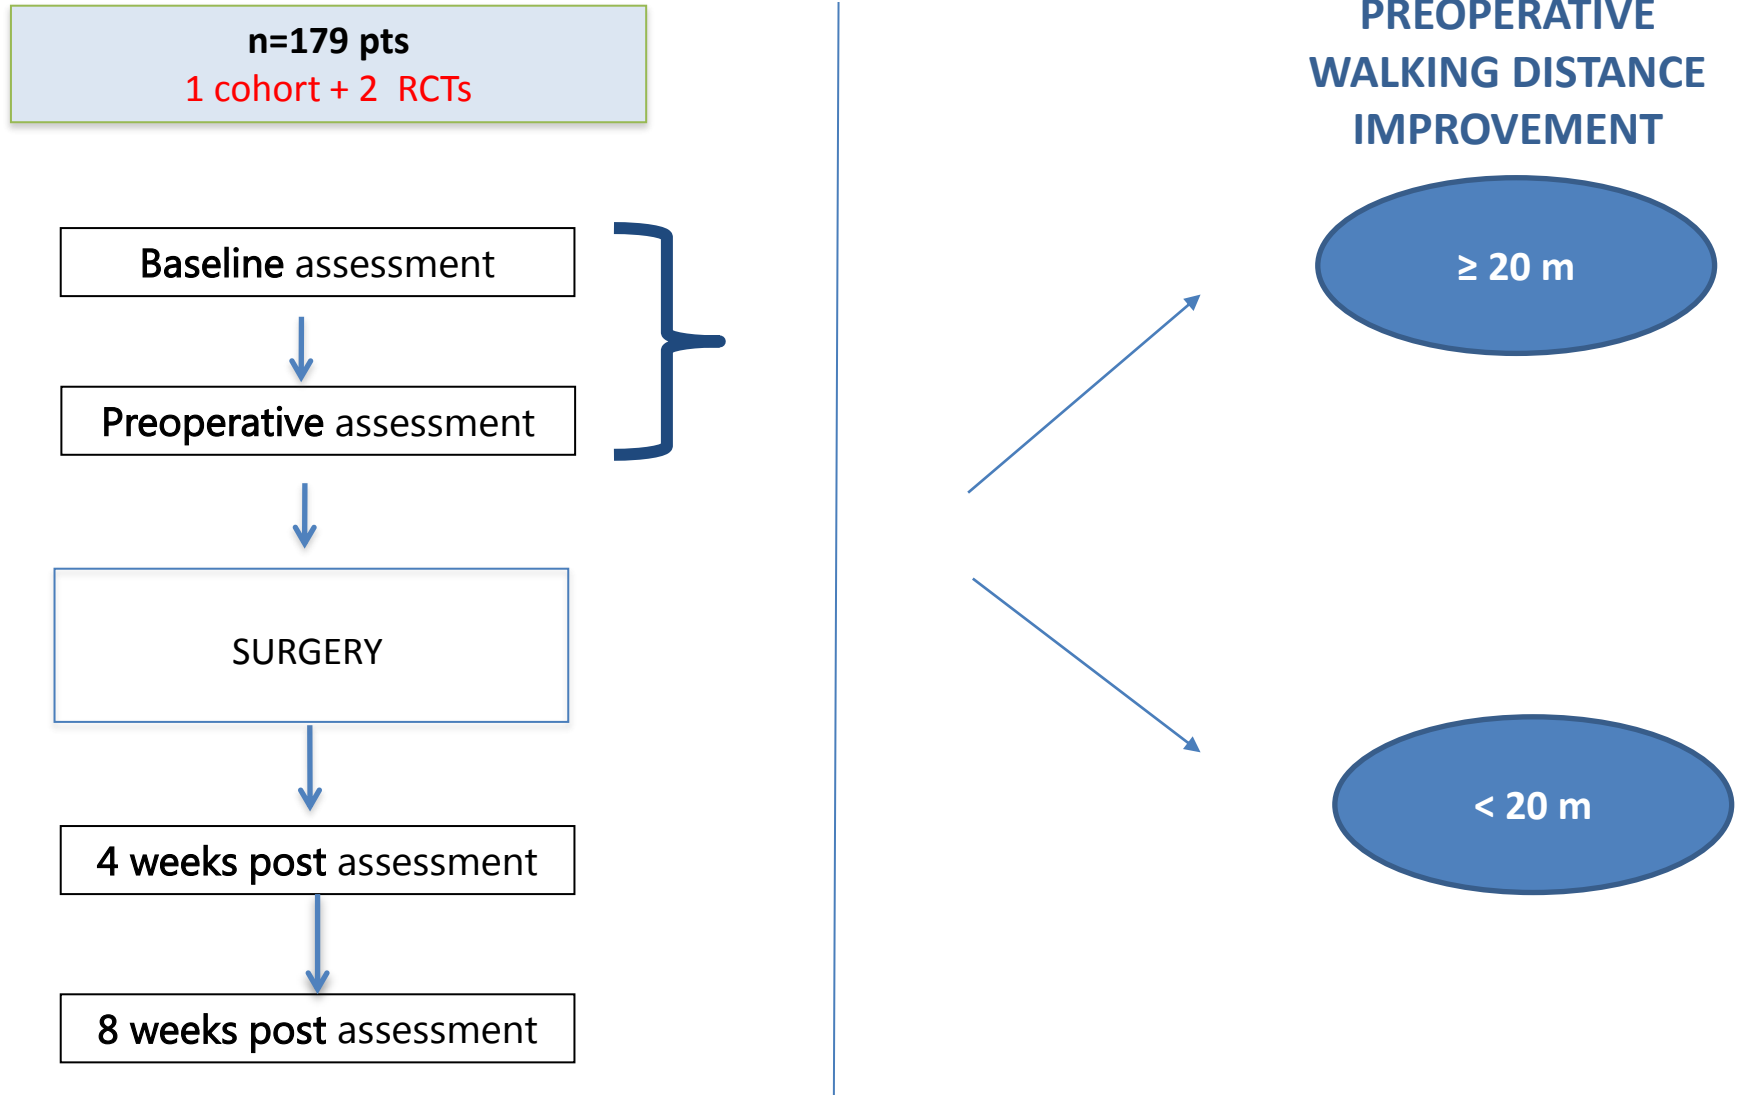 n=179 pts
1 cohort + 2 RCTs
Baseline assessment
Preoperative assessment
SURGERY
4 weeks post assessment
8 weeks post assessment
PREOPERATIVE
WALKING DISTANCE
IMPROVEMENT
≥ 20 m
< 20 m